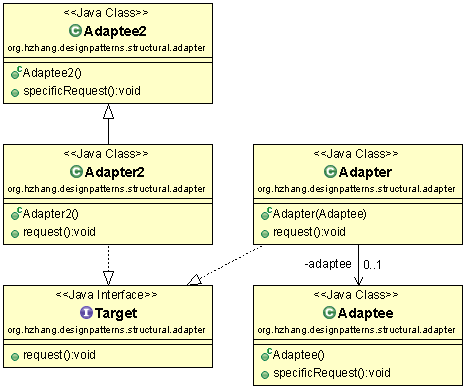 <<Java Class>>
Adaptee2
org.hzhang.designpatterns.structural.adapter
Adaptee2()
specificRequest():void
<<Java Class>>
Adapter2
org.hzhang.designpatterns.structural.adapter
Adapter2()
request():void
<<Java Class>>
Adapter
org.hzhang.designpatterns.structural.adapter
Adapter(Adaptee)
request():void
-adaptee 0..1
<<Java Interface>>
Target
org.hzhang.designpatterns.structural.adapter
request():void
<<Java Class>>
Adaptee
org.hzhang.designpatterns.structural.adapter
Adaptee()
specificRequest():void